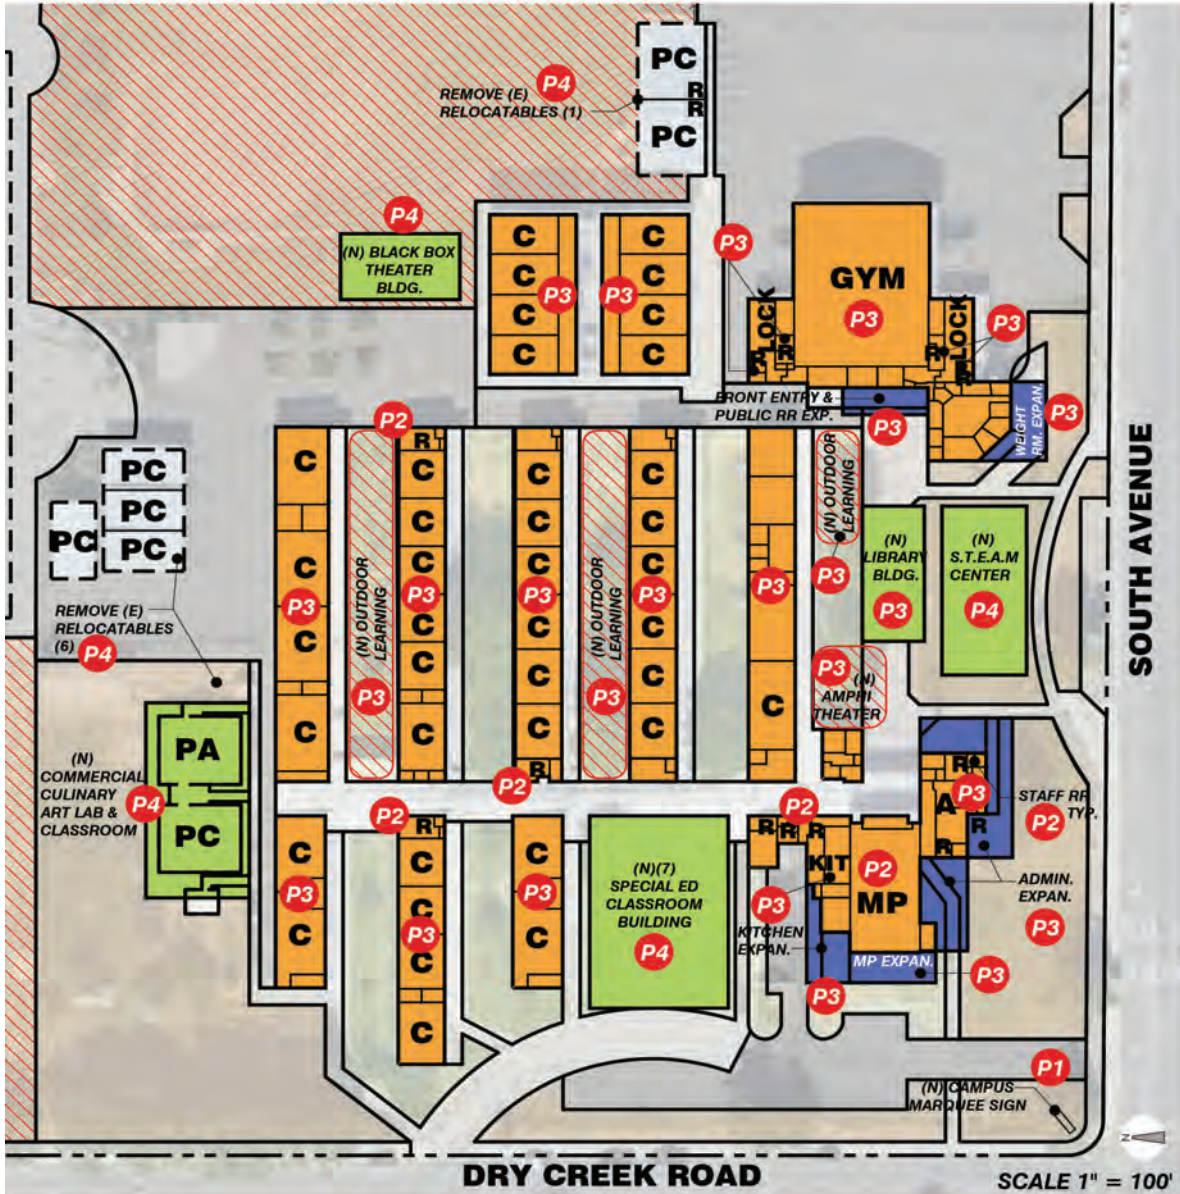 PC
R
R
PC
P4
REMOVE (E)
RELOCATABLES (1)
P4
(N) BLACK BOX
THEATER
BLDG.
C
C
C
C
P3
C
C
C
C
P3
P3
GYM
P3
LOCK
R
R
LOCK
R
R
P3
FRONT ENTRY &
PUBLIC RR EXP.
P3
WEIGHT
RM. EXPAN.
P3
P2
C
C
C
C
P3
(N) OUTDOOR
LEARNING
P3
R
C
C
C
P3
C
C
C
C
C
C
P3
C
C
C
R
P2
(N) OUTDOOR
LEARNING
P3
C
C
C
P3
C
C
C
P3
C
(N) OUTDOOR
LEARNING
P3
(N)
LIBRARY
BLDG.
P3
(N)
S.T.E.A.M
CENTER
P4
P3
(N)
AMPHI
THEATER
PC
PC
PC
PC
REMOVE (E)
RELOCATABLES
(6)
P4
PA
PC
(N)
COMMERCIAL
CULINARY
ART LAB &
CLASSROOM
P4
C
P3
C
P2
R
C
C
P3
C
C
C
P3
C
(N)(7)
SPECIAL ED
CLASSROOM
BUILDING
P4
P2
R
R
R
KIT
P3
KITCHEN
EXPAN.
P2
MP
MP EXPAN.
P3
P3
R
P3
A
R
R
STAFF RR
TYP.
P2
ADMIN.
EXPAN.
P3
P1
(N) CAMPUS
MARQUEE SIGN
SOUTH AVENUE
DRY CREEK ROAD
N
SCALE 1" = 100'